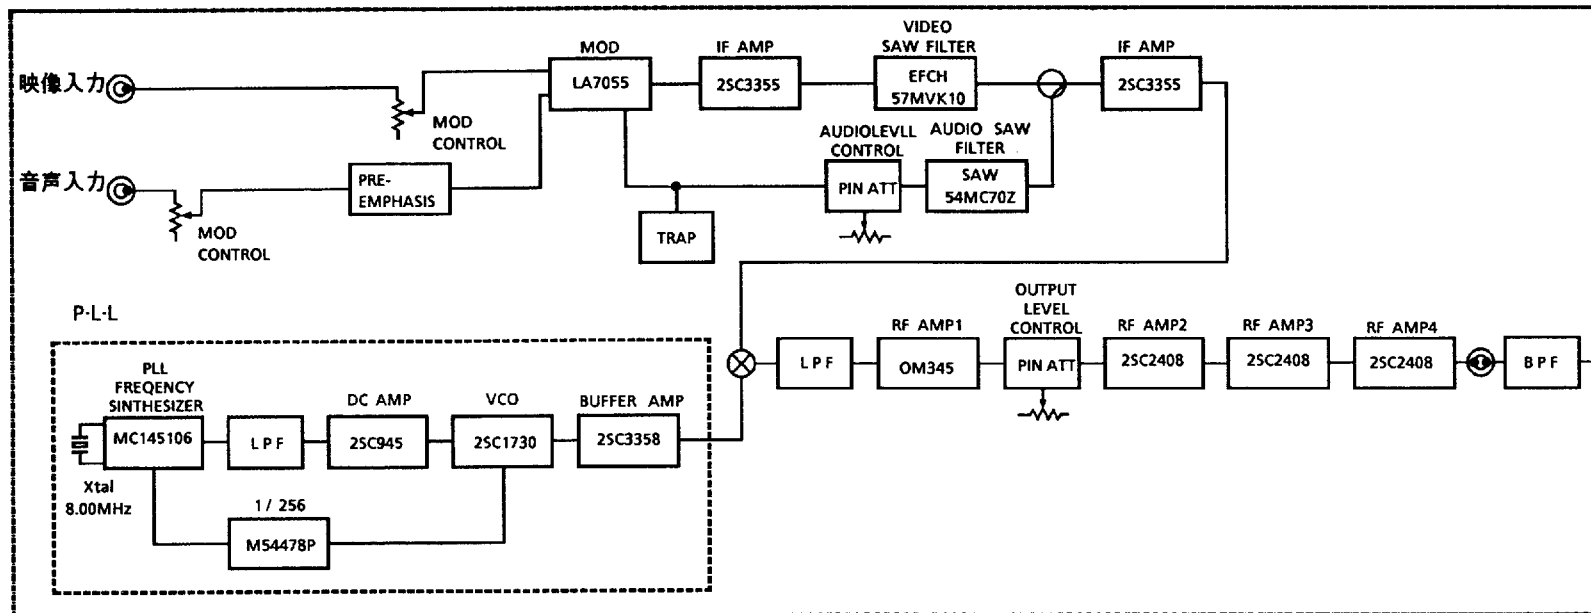 映像入力
MOD
CONTROL
音声入力
MOD
CONTROL
PRE-
EMPHASIS
MOD
LA7055
IF AMP
2SC3355
VIDEO
SAW FILTER
EFCH
57MVK10
IF AMP
2SC3355
AUDIOLEVLL
CONTROL
PIN ATT
AUDIO SAW
FILTER
SAW
54MC70Z
TRAP
P·L·L
PLL
FREQENCY
SINTHESIZER
MC145106
Xtal
8.00MHz
LPF
DC AMP
2SC945
VCO
2SC1730
BUFFER AMP
2SC3358
1/256
M54478P
LPF
RF AMP1
OM345
OUTPUT
LEVEL
CONTROL
PIN ATT
RF AMP2
2SC2408
RF AMP3
2SC2408
RF AMP4
2SC2408
BPF